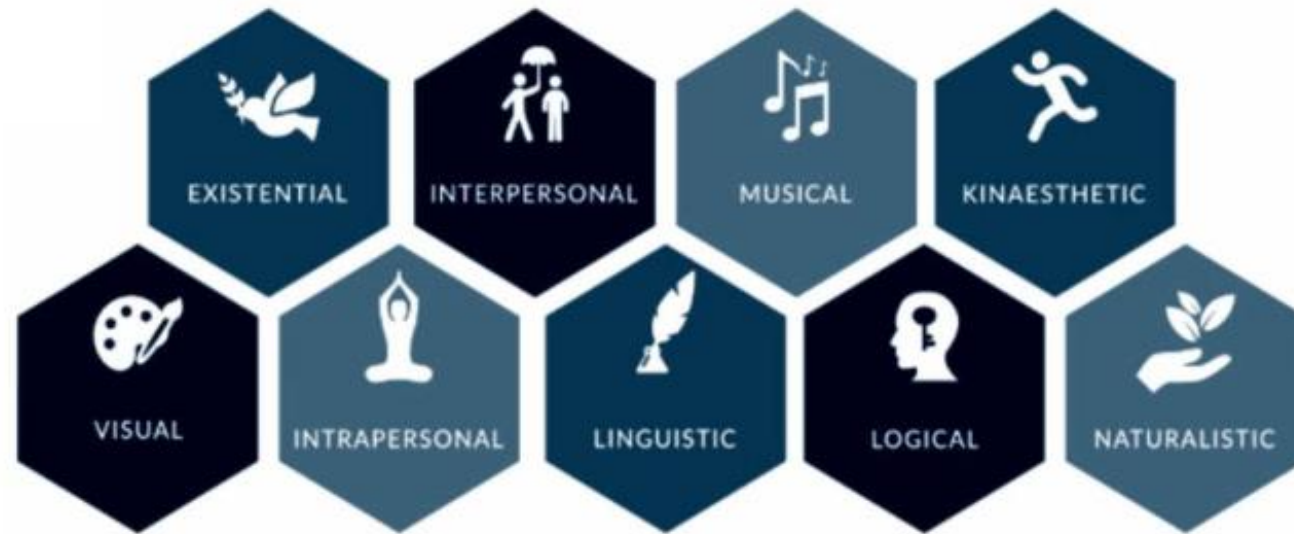 EXISTENTIAL
INTERPERSONAL
MUSICAL
KINAESTHETIC
VISUAL
INTRAPERSONAL
LINGUISTIC
LOGICAL
NATURALISTIC